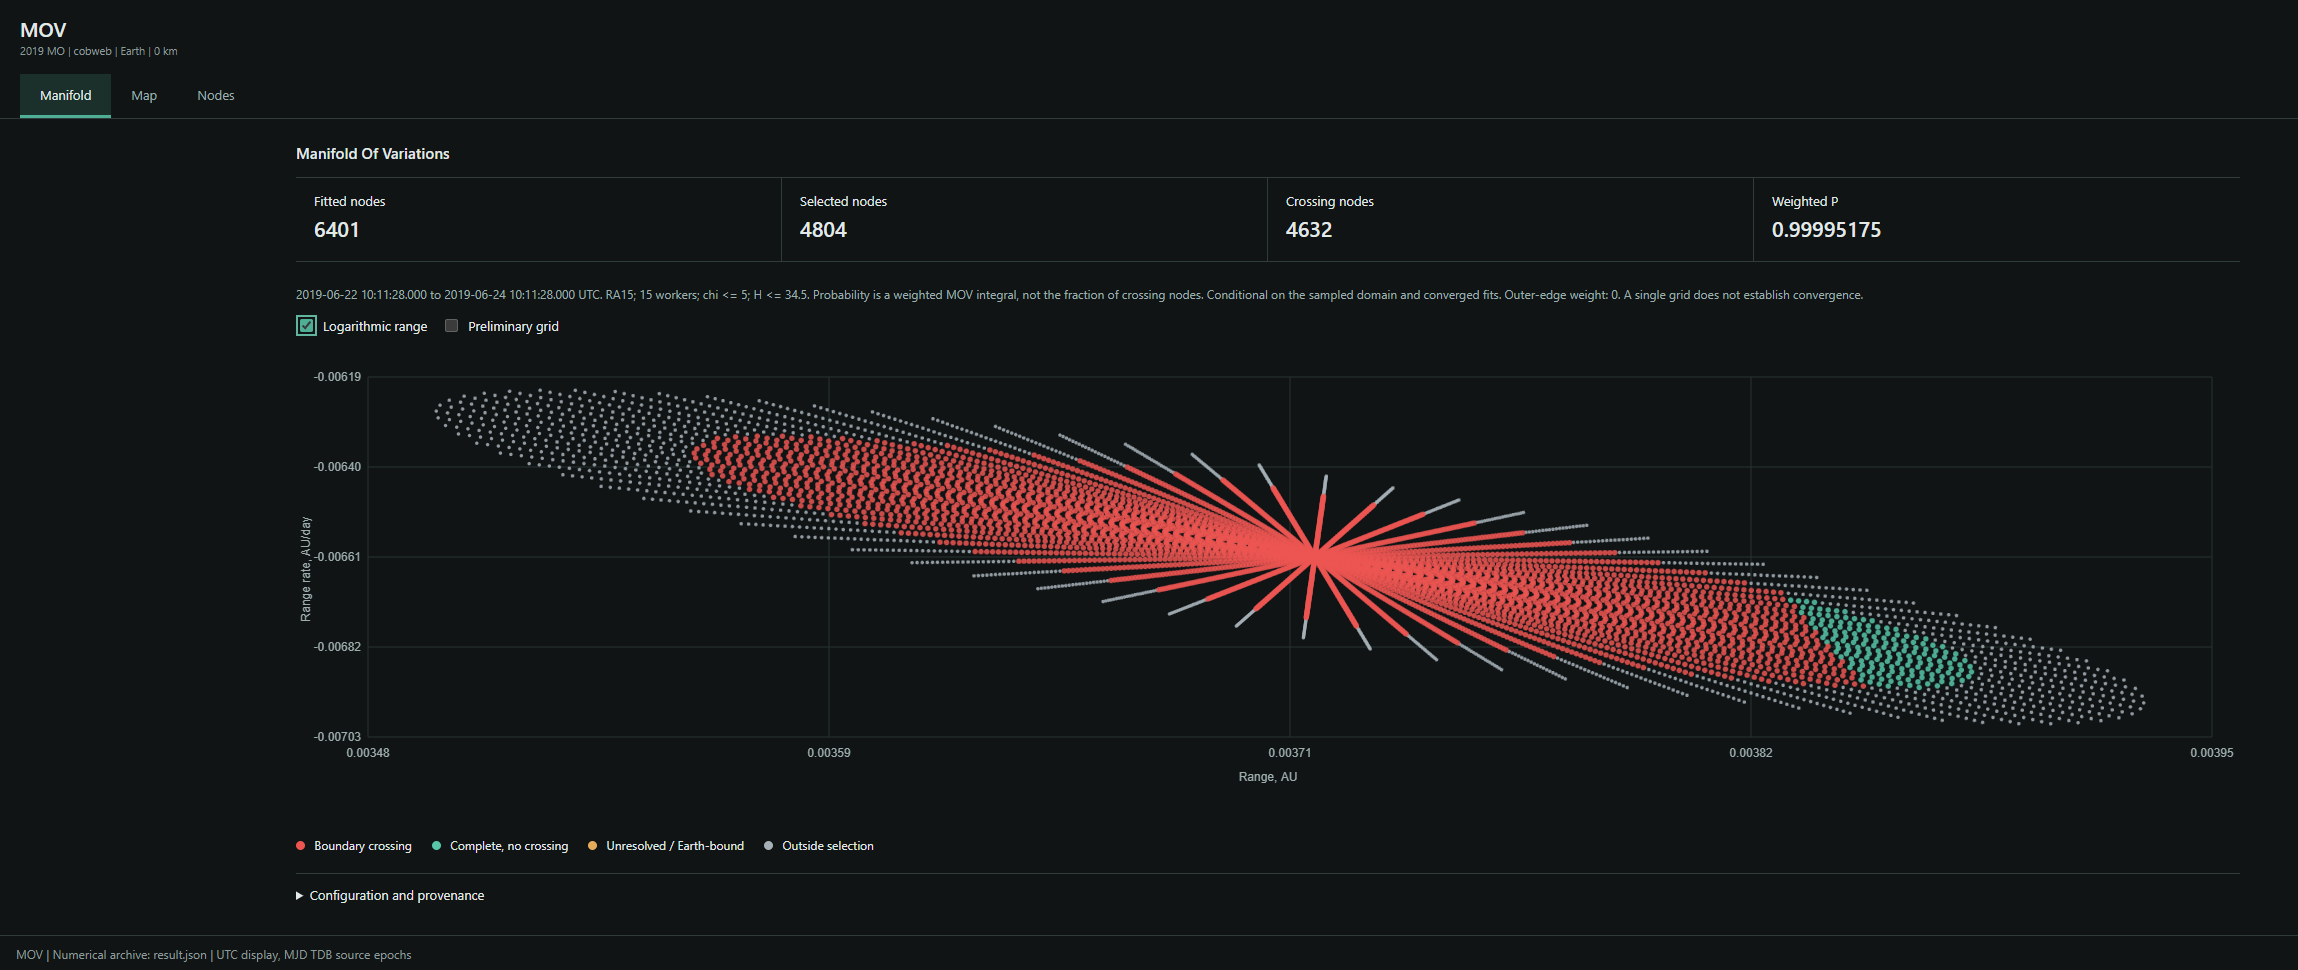 MOV
2019 MO | cobweb | Earth | 0 km
Manifold
Map
Nodes
Manifold Of Variations
Fitted nodes
6401
Selected nodes
4804
Crossing nodes
4632
Weighted P
0.99995175
2019-06-22 10:11:28.000 to 2019-06-24 10:11:28.000 UTC. RA15; 15 workers; chi <= 5; H <= 34.5. Probability is a weighted MOV integral, not the fraction of crossing nodes. Conditional on the sampled domain and converged fits. Outer-edge weight: 0. A single grid does not establish convergence.
Logarithmic range
Preliminary grid
-0.00619
-0.00640
-0.00661
-0.00682
-0.00703
Range rate, AU/day
0.00348
0.00359
0.00371
0.00382
0.00395
Range, AU
Boundary crossing
Complete, no crossing
Unresolved / Earth-bound
Outside selection
Configuration and provenance
MOV | Numerical archive: result.json | UTC display, MJD TDB source epochs